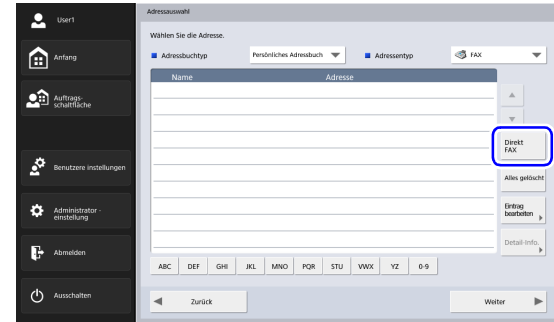 User1
Anfang
Auftrags-
schaltfläche
Benutzere instellungen
Administrator -
einstellung
Abmelden
Ausschalten
Adressauswahl
Wählen Sie die Adresse.
Adressbuchtyp
Persönliches Adressbuch
Adressentyp
FAX
Name Adresse
Direkt
FAX
Alles gelöscht
Eintrag
bearbeiten
Detail-Info.
ABC DEF GHI JKL MNO PQR STU VWX YZ 0-9
Zurück
Weiter